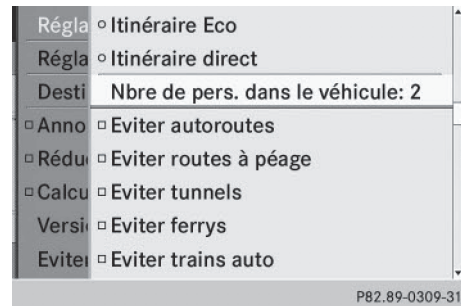 Régla
Itinéraire Eco
Régla
Itinéraire direct
Desti
Nbre de pers. dans le véhicule: 2
Anno
Eviter autoroutes
Rédu
Eviter routes à péage
Calcu
Eviter tunnels
Versi
Eviter ferrys
Evite
Eviter trains auto
P82.89-0309-31